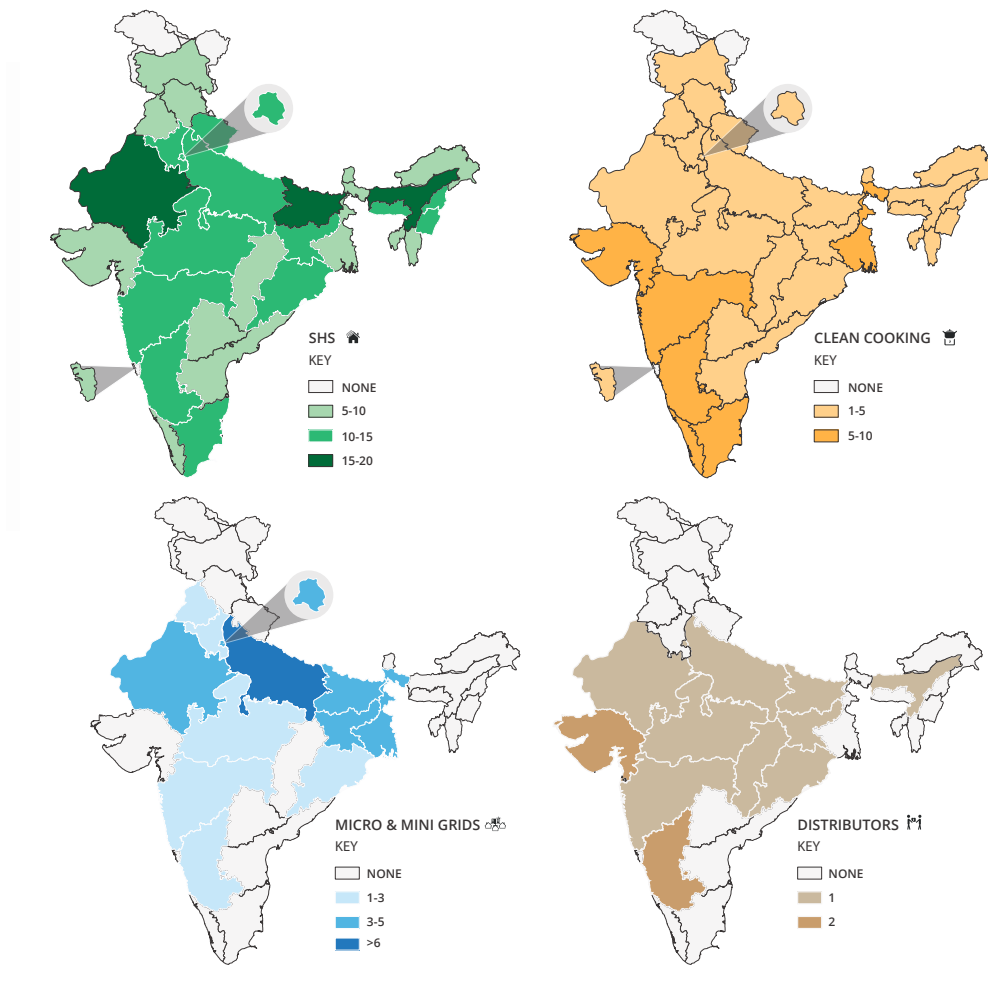 SHS
KEY
NONE
5-10
10-15
15-20
CLEAN COOKING
KEY
NONE
1-5
5-10
MICRO & MINI GRIDS
KEY
NONE
1-3
3-5
>6
DISTRIBUTORS
KEY
NONE
1
2